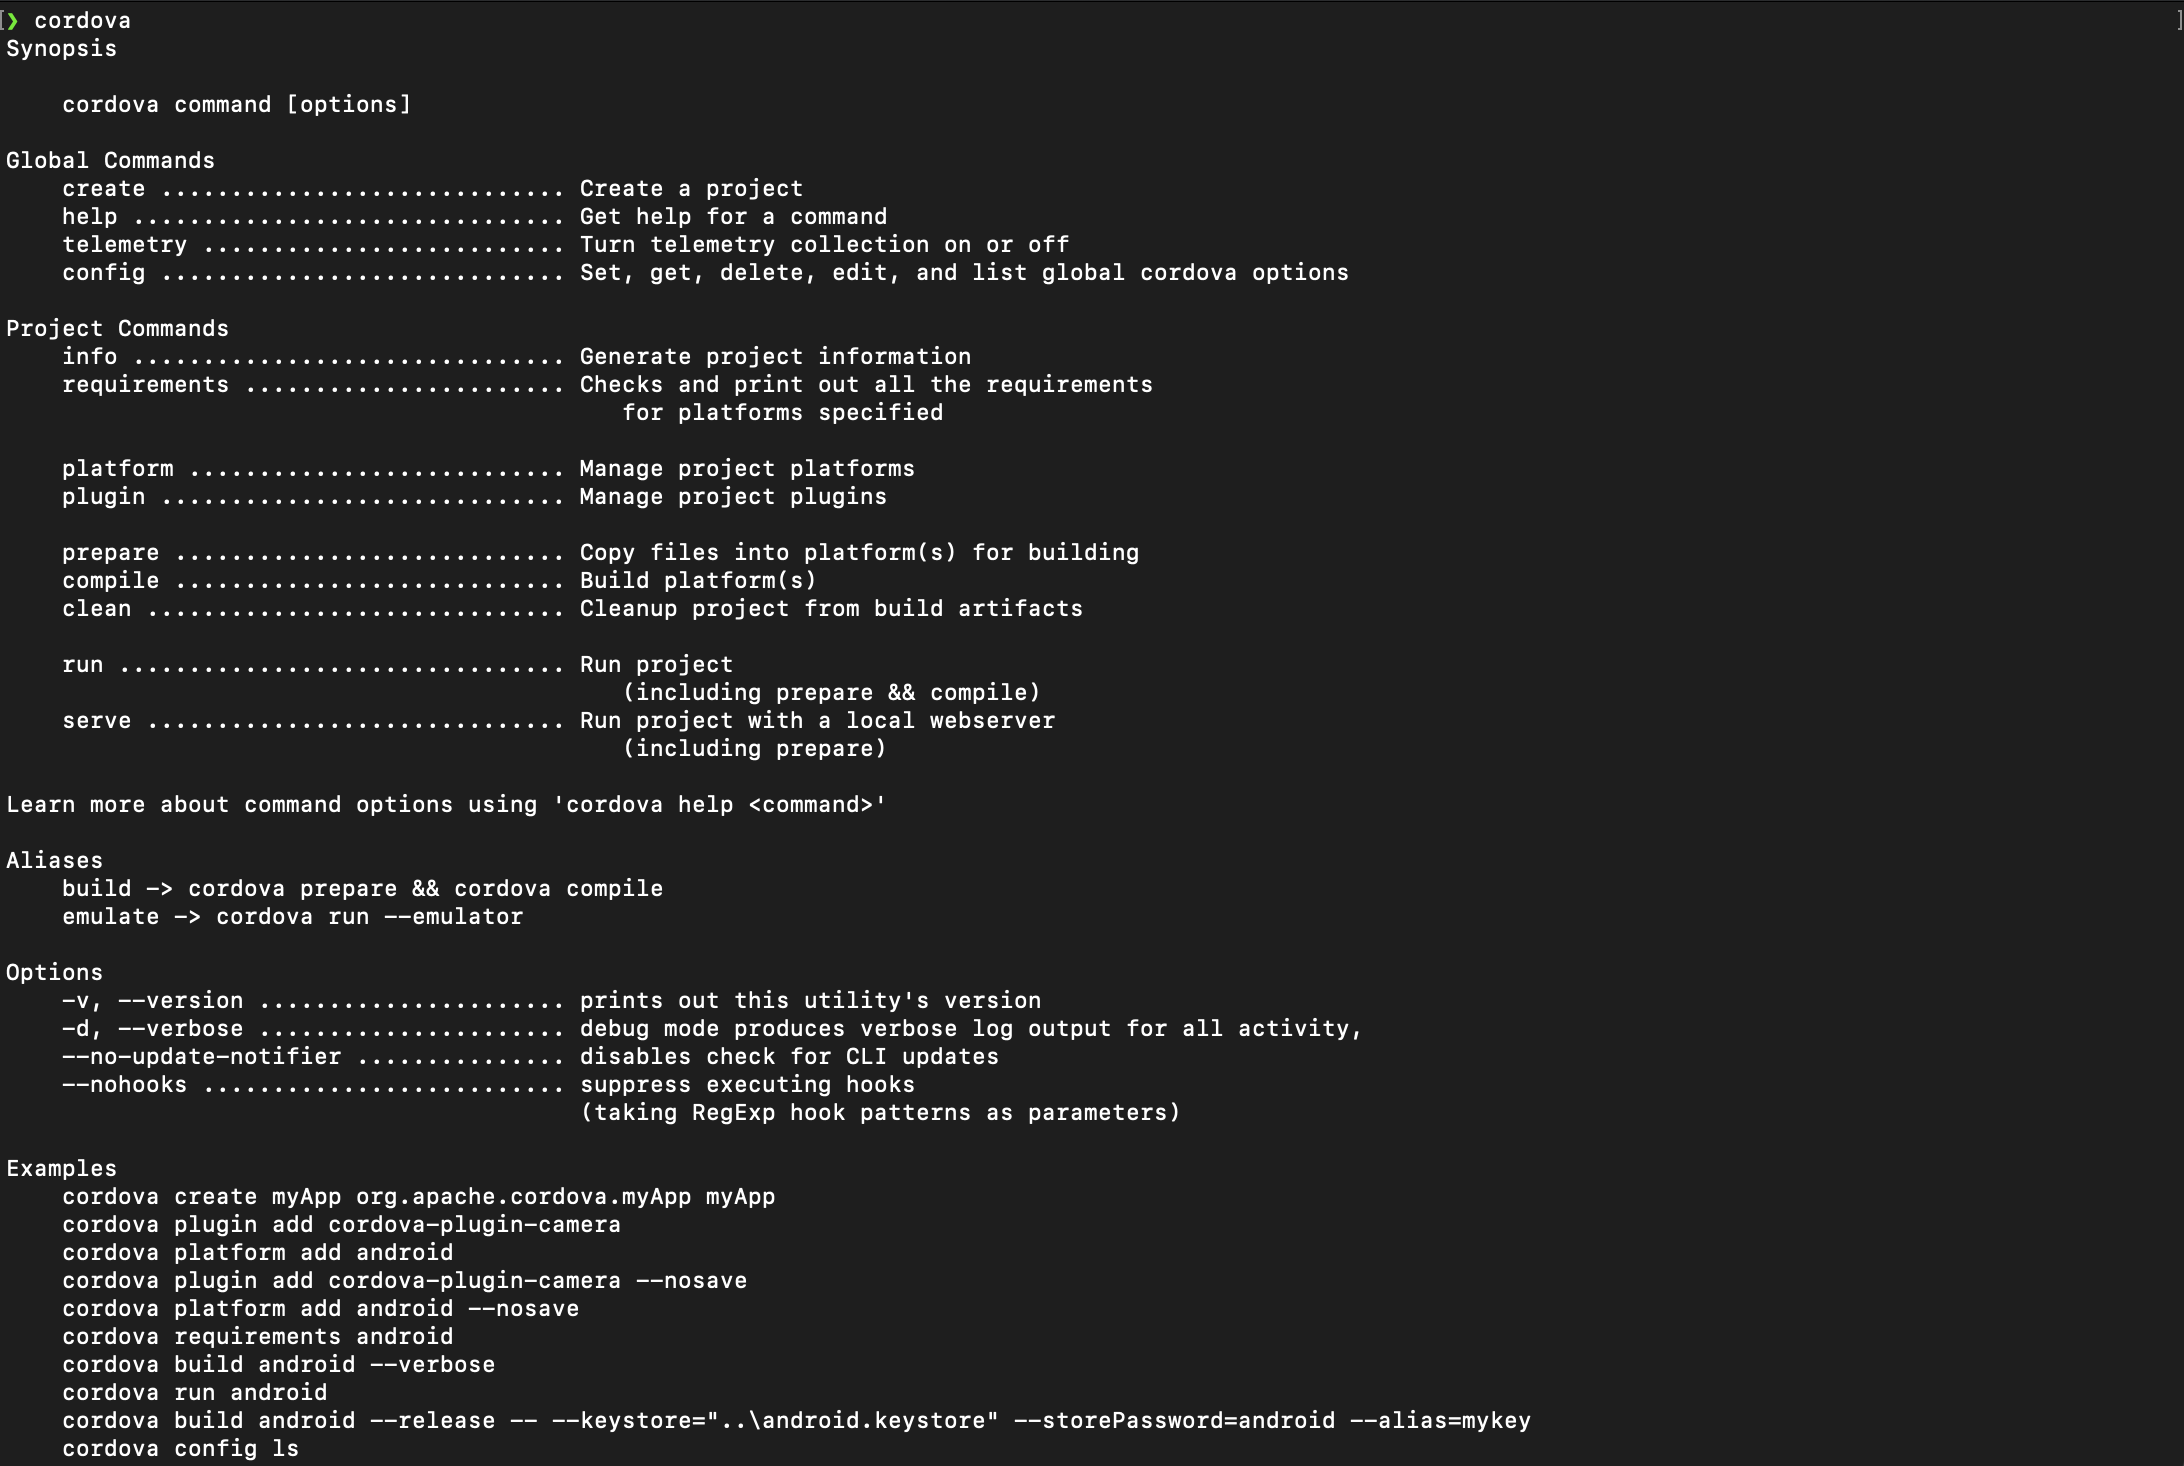 ❯ cordova
Synopsis

    cordova command [options]

Global Commands
    create ............................. Create a project
    help ............................... Get help for a command
    telemetry .......................... Turn telemetry collection on or off
    config ............................. Set, get, delete, edit, and list global cordova options

Project Commands
    info ............................... Generate project information
    requirements ....................... Checks and print out all the requirements
                                            for platforms specified

    platform ........................... Manage project platforms
    plugin ............................. Manage project plugins

    prepare ............................ Copy files into platform(s) for building
    compile ............................ Build platform(s)
    clean .............................. Cleanup project from build artifacts

    run ................................ Run project
                                            (including prepare && compile)
    serve .............................. Run project with a local webserver
                                            (including prepare)

Learn more about command options using 'cordova help <command>'

Aliases
    build -> cordova prepare && cordova compile
    emulate -> cordova run --emulator

Options
    -v, --version ...................... prints out this utility's version
    -d, --verbose ...................... debug mode produces verbose log output for all activity,
    --no-update-notifier ............... disables check for CLI updates
    --nohooks .......................... suppress executing hooks
                                         (taking RegExp hook patterns as parameters)

Examples
    cordova create myApp org.apache.cordova.myApp myApp
    cordova plugin add cordova-plugin-camera
    cordova platform add android
    cordova plugin add cordova-plugin-camera --nosave
    cordova platform add android --nosave
    cordova requirements android
    cordova build android --verbose
    cordova run android
    cordova build android --release -- --keystore="..\android.keystore" --storePassword=android --alias=mykey
    cordova config ls